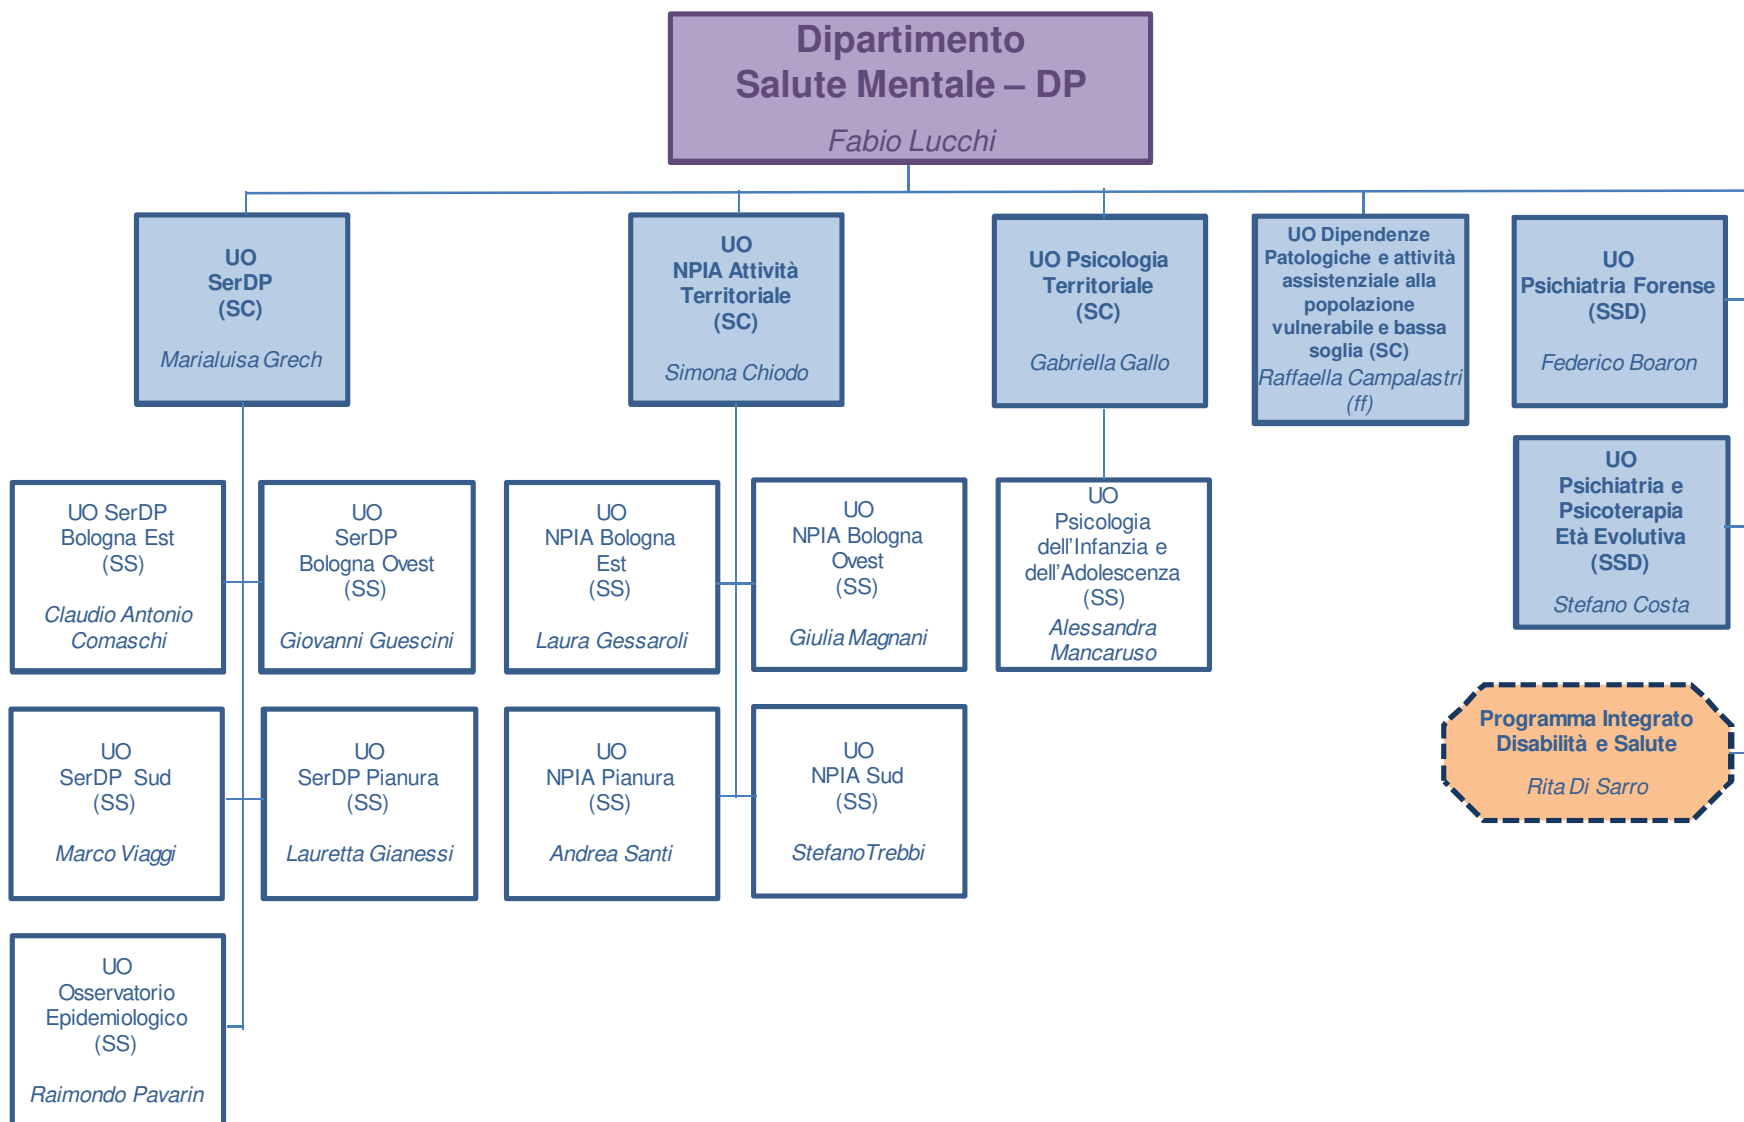 Dipartimento
Salute Mentale – DP
Fabio Lucchi
UO
SerDP
(SC)
Marialuisa Grech
UO
NPIA Attività
Territoriale
(SC)
Simona Chiodo
UO Psicologia
Territoriale
(SC)
Gabriella Gallo
UO Dipendenze
Patologiche e attività
assistenziale alla
popolazione
vulnerabile e bassa
soglia (SC)
Raffaella Campalastri
(ff)
UO
Psichiatria Forense
(SSD)
Federico Boaron
UO
Psichiatria e
Psicoterapia
Età Evolutiva
(SSD)
Stefano Costa
UO SerDP
Bologna Est
(SS)
Claudio Antonio
Comaschi
UO
SerDP
Bologna Ovest
(SS)
Giovanni Guescini
UO
NPIA Bologna
Est
(SS)
Laura Gessaroli
UO
NPIA Bologna
Ovest
(SS)
Giulia Magnani
UO
Psicologia
dell'Infanzia e
dell'Adolescenza
(SS)
Alessandra
Mancaruso
Programma Integrato
Disabilità e Salute
Rita Di Sarro
UO
SerDP Sud
(SS)
Marco Viaggi
UO
SerDP Pianura
(SS)
Lauretta Gianessi
UO
NPIA Pianura
(SS)
Andrea Santi
UO
NPIA Sud
(SS)
StefanoTrebbi
UO
Osservatorio
Epidemiologico
(SS)
Raimondo Pavarin